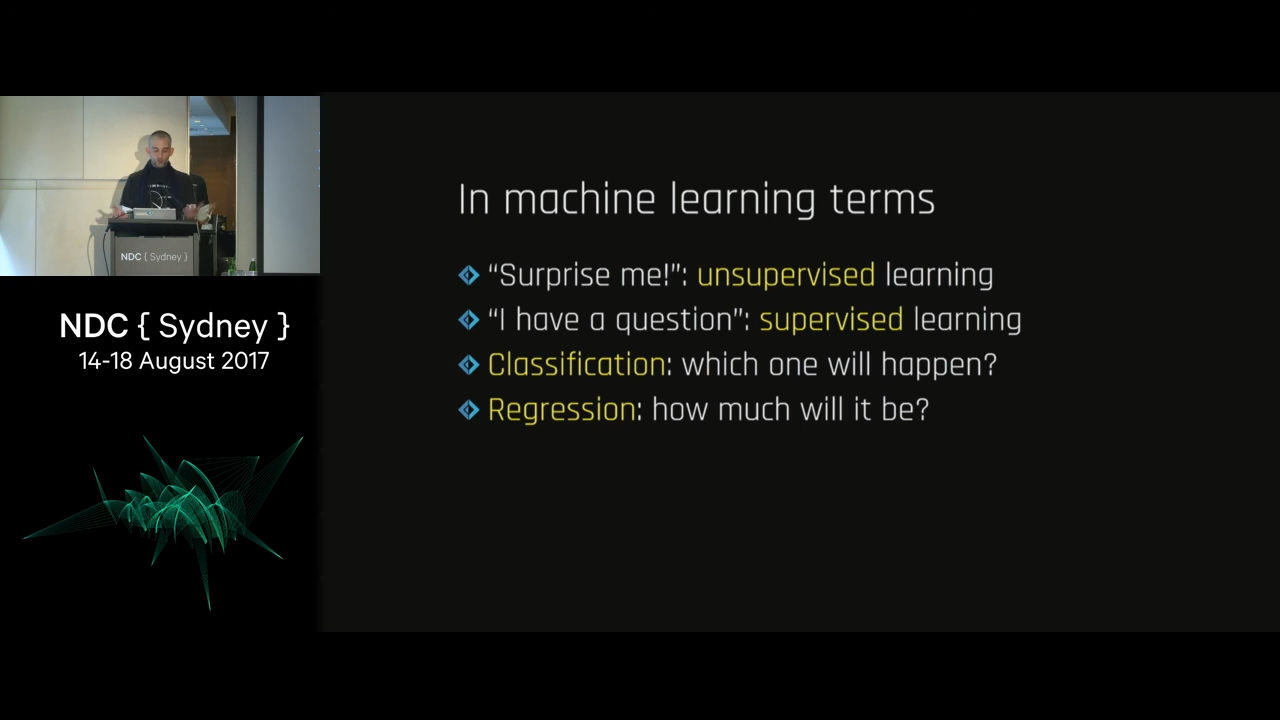 In machine learning terms
“Surprise me!”: unsupervised learning
“I have a question”: supervised learning
Classification: which one will happen?
Regression: how much will it be?
NDC { Sydney }
NDC { Sydney }
14-18 August 2017